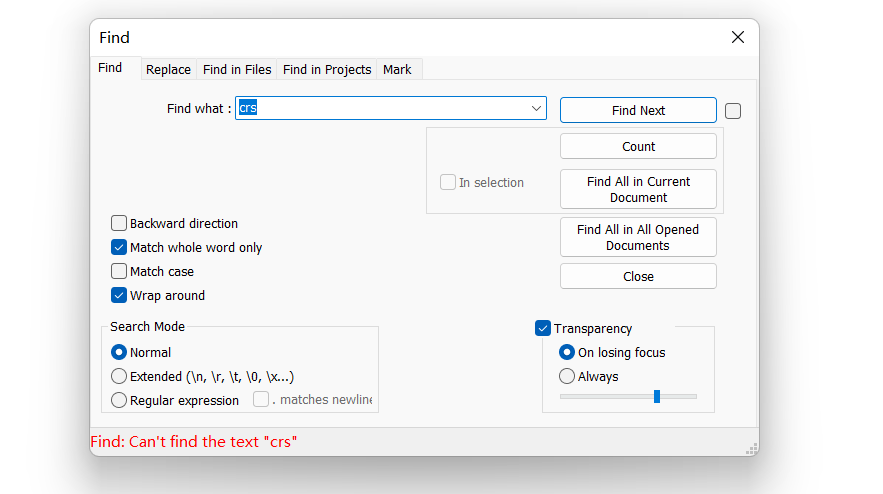 Find
Find
Replace
Find in Files
Find in Projects
Mark
Find what :
crs
Find Next
Count
In selection
Find All in Current
Document
Find All in All Opened
Documents
Close
Backward direction
Match whole word only
Match case
Wrap around
Search Mode
Normal
Extended (\n, \r, \t, \0, \x...)
Regular expression
. matches newline
Transparency
On losing focus
Always
Find: Can't find the text "crs"